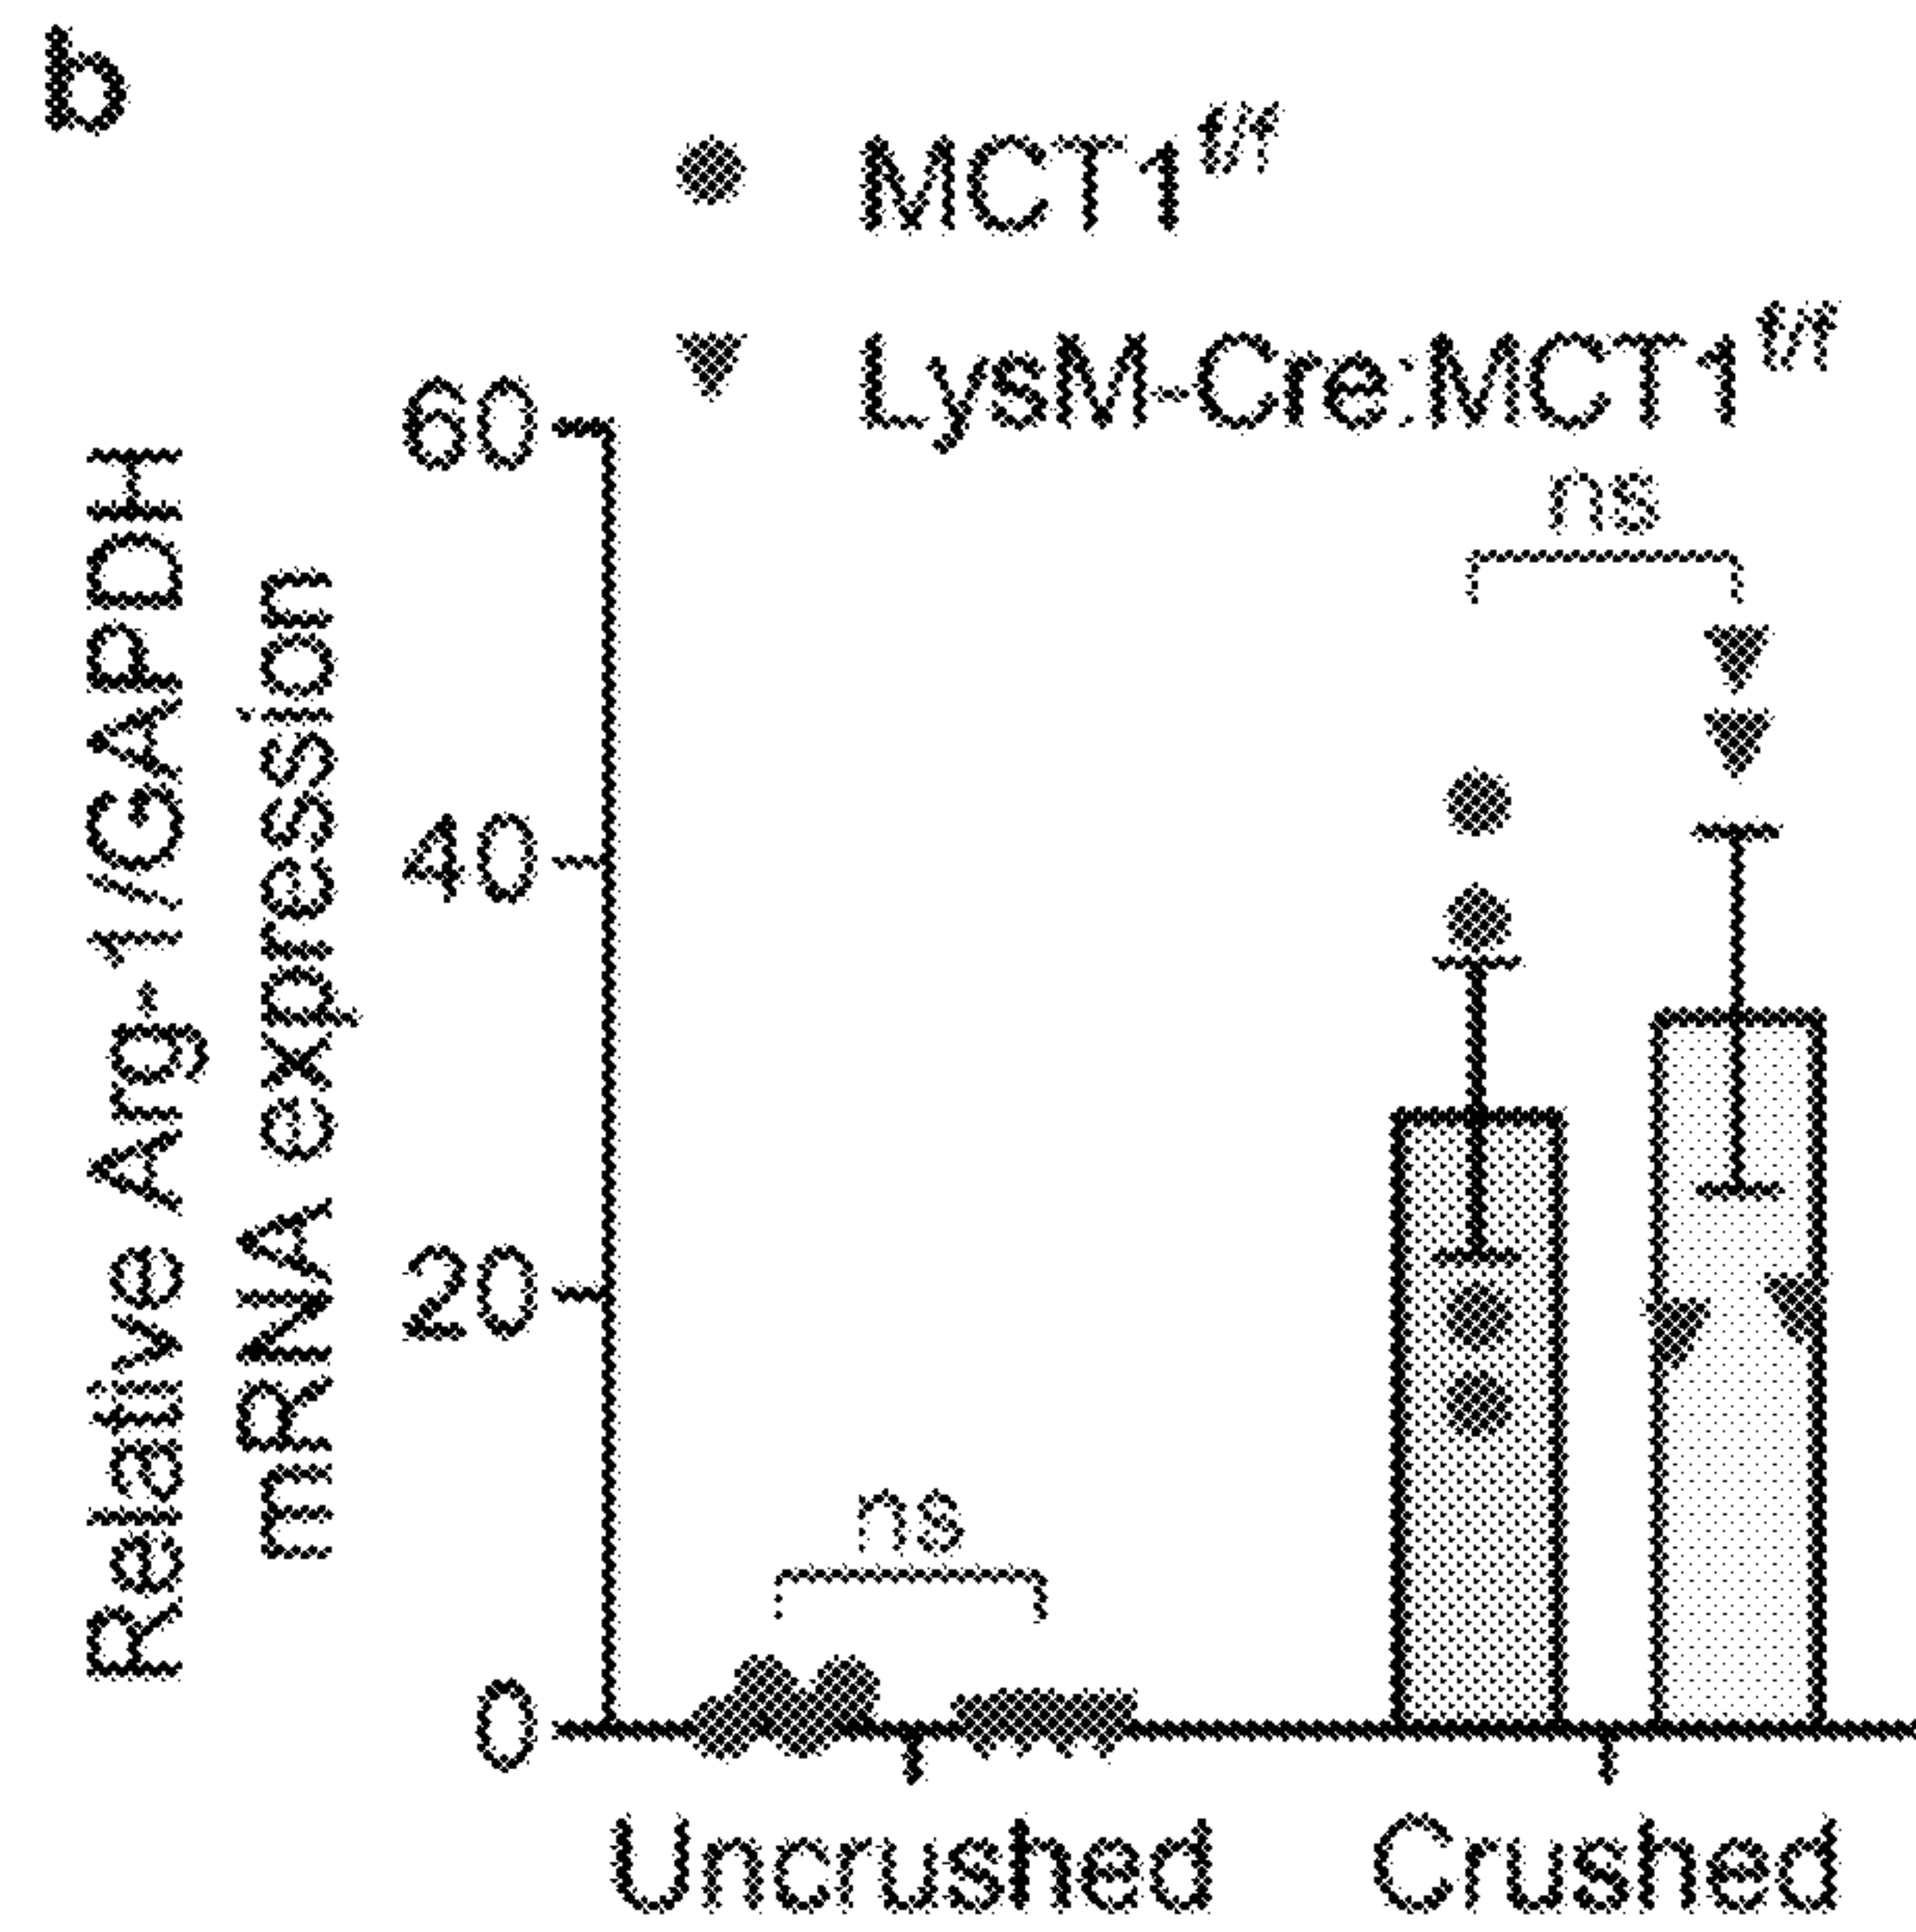 b
MCT1f/f
LysM-Cre:MCT1f/f
Relative Arg-1/GAPDH
mRNA expression
60
40
20
0
ns
ns
Uncrushed
Crushed